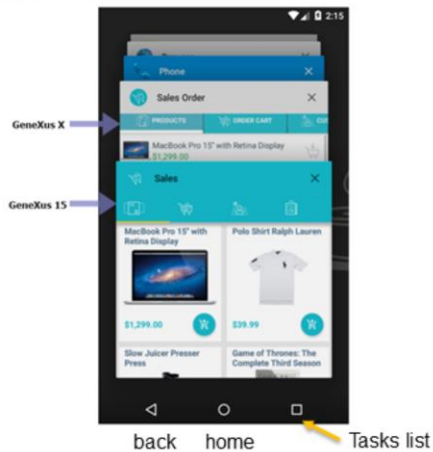 2:15
Phone
Sales Order
GeneXus X
PRODUCTS
ORDER CART
CUS
MacBook Pro 15" with Retina Display
$1,299.00
Sales
GeneXus 15
MacBook Pro 15" with
Retina Display
Polo Shirt Ralph Lauren
$1,299.00
$39.99
Slow Juicer Presser
Press
Game of Thrones: The
Complete Third Season
back home Tasks list